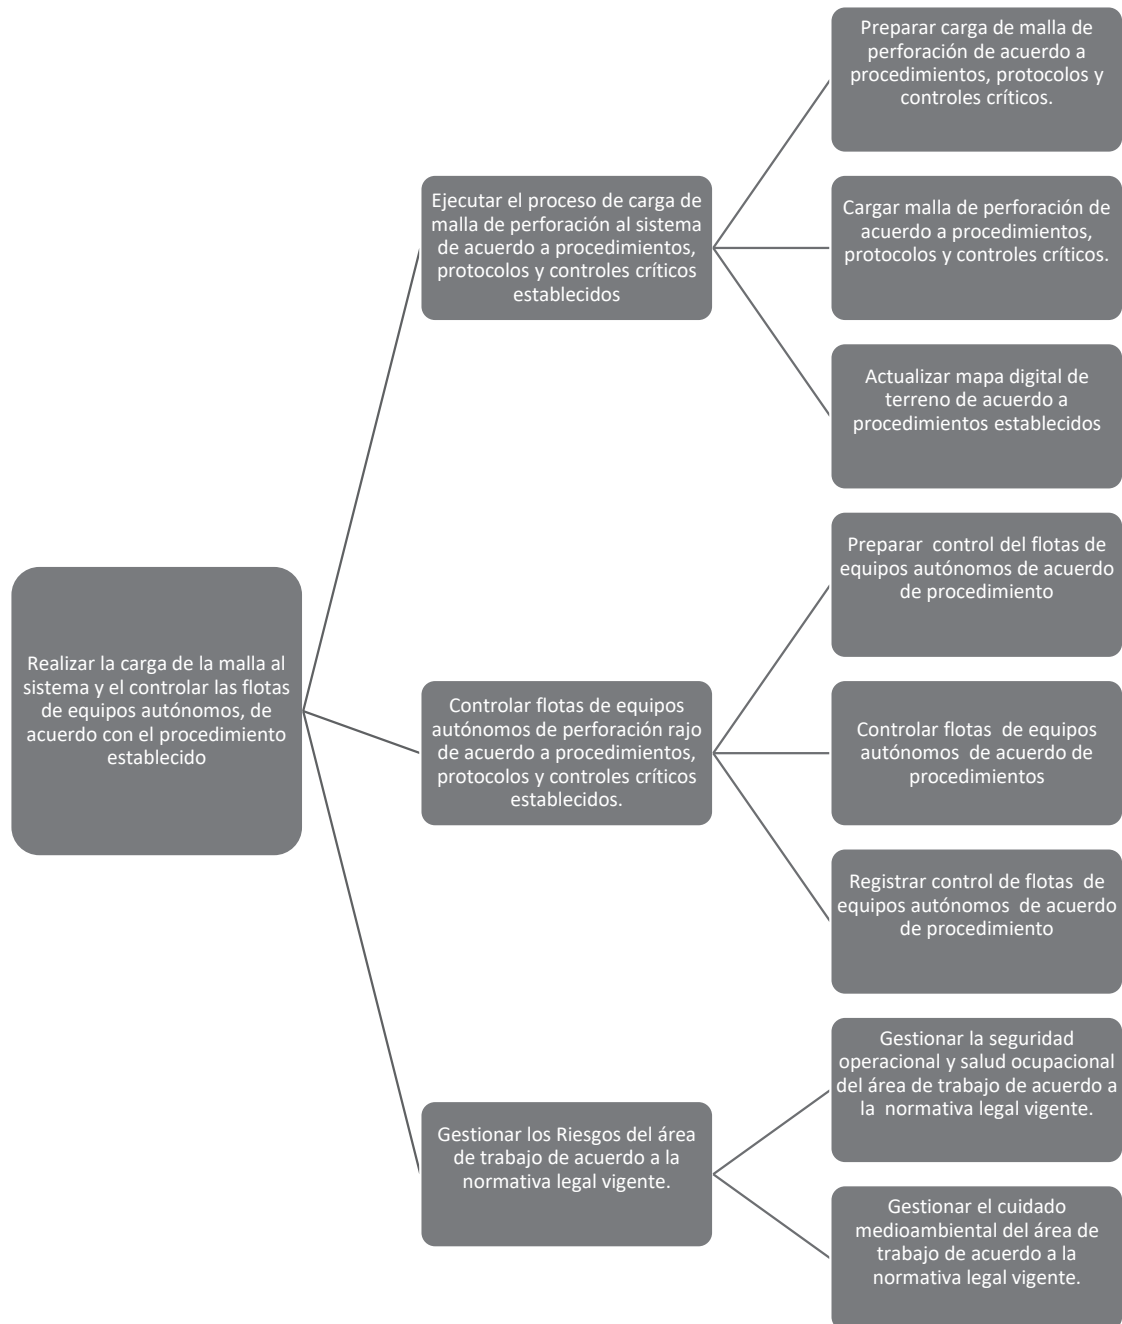 Realizar la carga de la malla al
sistema y el controlar las flotas
de equipos autónomos, de
acuerdo con el procedimiento
establecido
Ejecutar el proceso de carga de
malla de perforación al sistema
de acuerdo a procedimientos,
protocolos y controles críticos
establecidos
Preparar carga de malla de
perforación de acuerdo a
procedimientos, protocolos y
controles críticos.
Cargar malla de perforación de
acuerdo a procedimientos,
protocolos y controles críticos.
Actualizar mapa digital de
terreno de acuerdo a
procedimientos establecidos
Controlar flotas de equipos
autónomos de perforación rajo
de acuerdo a procedimientos,
protocolos y controles críticos
establecidos.
Preparar control del flotas de
equipos autónomos de acuerdo
de procedimiento
Controlar flotas de equipos
autónomos de acuerdo de
procedimientos
Registrar control de flotas de
equipos autónomos de acuerdo
de procedimiento
Gestionar los Riesgos del área
de trabajo de acuerdo a la
normativa legal vigente.
Gestionar la seguridad
operacional y salud ocupacional
del área de trabajo de acuerdo a
la normativa legal vigente.
Gestionar el cuidado
medioambiental del área de
trabajo de acuerdo a la
normativa legal vigente.